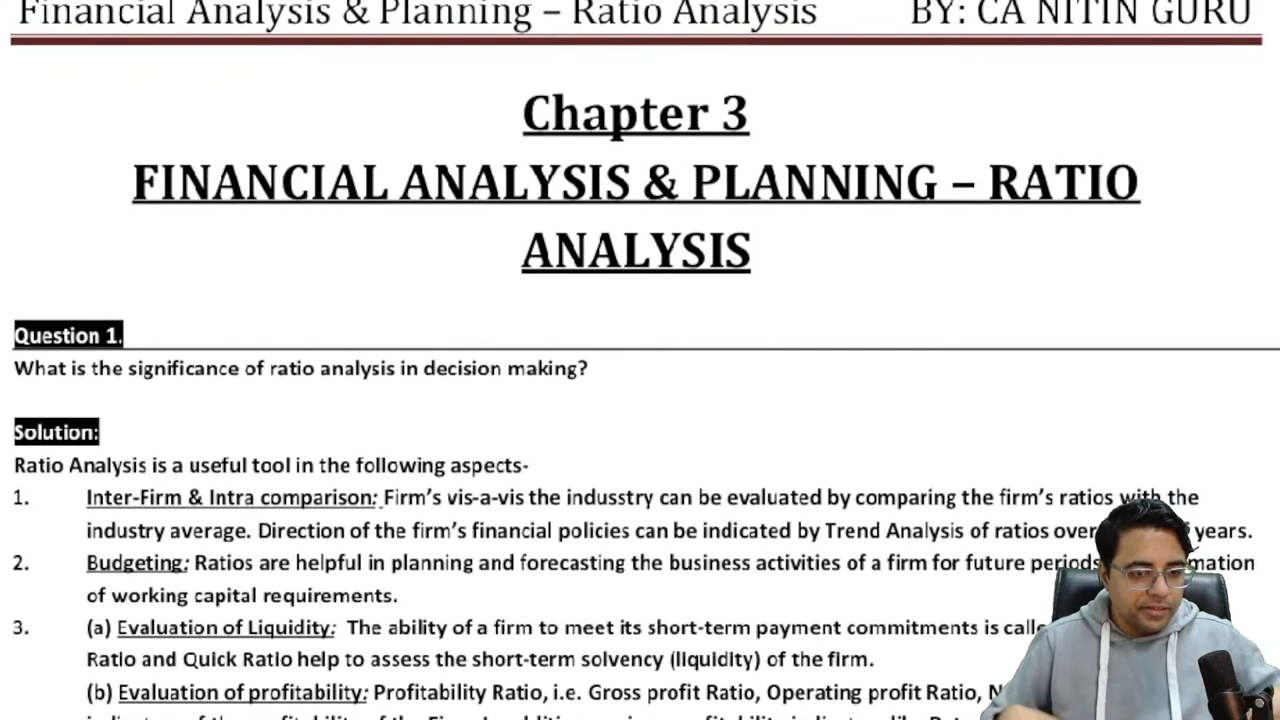 Financial Analysis & Planning – Ratio Analysis BY: CA NITIN GURU
Chapter 3
FINANCIAL ANALYSIS & PLANNING – RATIO
ANALYSIS
Question 1.
What is the significance of ratio analysis in decision making?
Solution:
Ratio Analysis is a useful tool in the following aspects-
1. Inter-Firm & Intra comparison: Firm's vis-a-vis the indusstry can be evaluated by comparing the firm's ratios with the
industry average. Direction of the firm's financial policies can be indicated by Trend Analysis of ratios over years.
2. Budgeting: Ratios are helpful in planning and forecasting the business activities of a firm for future periods
of working capital requirements.
3. (a) Evaluation of Liquidity: The ability of a firm to meet its short-term payment commitments is
Ratio and Quick Ratio help to assess the short-term solvency (liquidity) of the firm.
(b) Evaluation of profitability: Profitability Ratio, i.e. Gross profit Ratio, Operating profit Ratio,